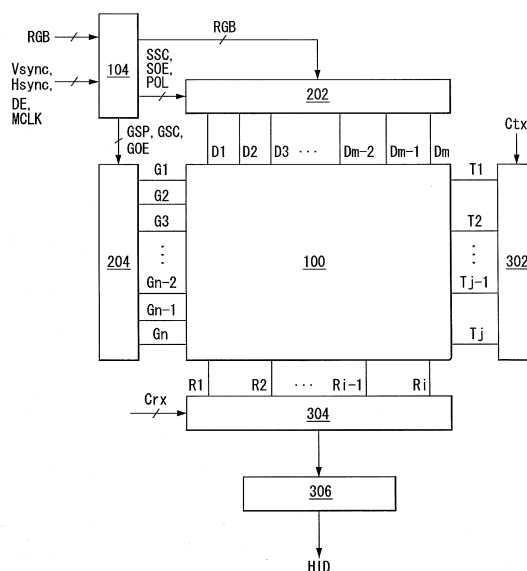 RGB
Vsync,
Hsync,
DE,
MCLK
104
RGB
SSC,
SOE,
POL
202
GSP, GSC,
GOE
D1 D2 D3 ··· Dm-2 Dm-1 Dm
Ctx
G1
G2
G3
⋮
Gn-2
Gn-1
Gn
204
100
T1
T2
⋮
Tj-1
Tj
302
R1 R2 ··· Ri-1 Ri
Crx
304
306
HID